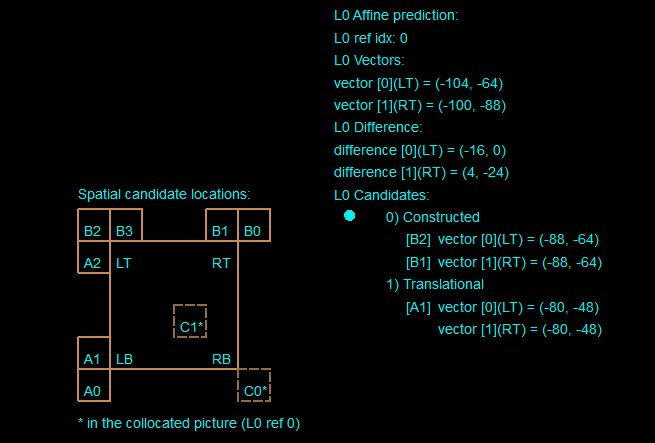 L0 Affine prediction:
L0 ref idx: 0
L0 Vectors:
vector [0](LT) = (-104, -64)
vector [1](RT) = (-100, -88)
L0 Difference:
difference [0](LT) = (-16, 0)
difference [1](RT) = (4, -24)
L0 Candidates:
0) Constructed
[B2] vector [0](LT) = (-88, -64)
[B1] vector [1](RT) = (-88, -64)
1) Translational
[A1] vector [0](LT) = (-80, -48)
vector [1](RT) = (-80, -48)
Spatial candidate locations:
B2 B3 B1 B0
A2 LT RT
C1*
A1 LB RB
A0 C0*
* in the collocated picture (L0 ref 0)